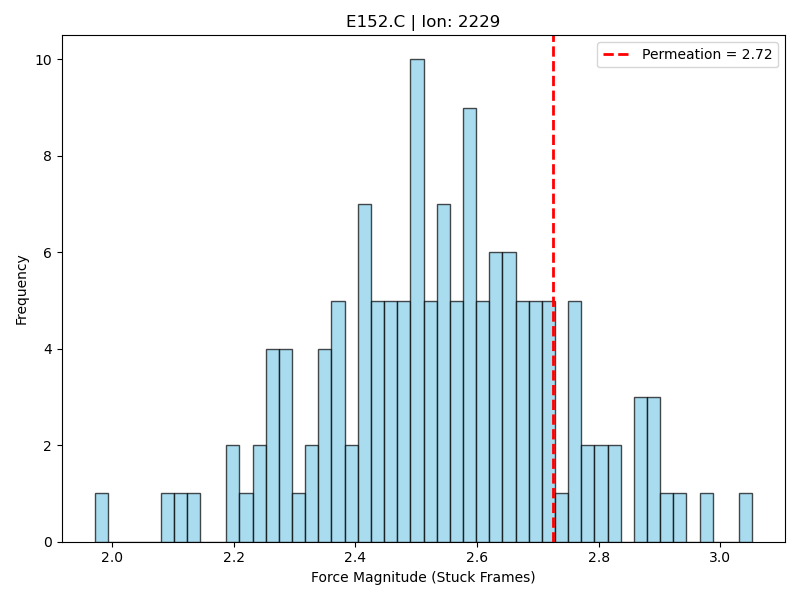 E152.C | Ion: 2229
Permeation = 2.72
Frequency
10
8
6
4
2
0
2.0 2.2 2.4 2.6 2.8 3.0
Force Magnitude (Stuck Frames)